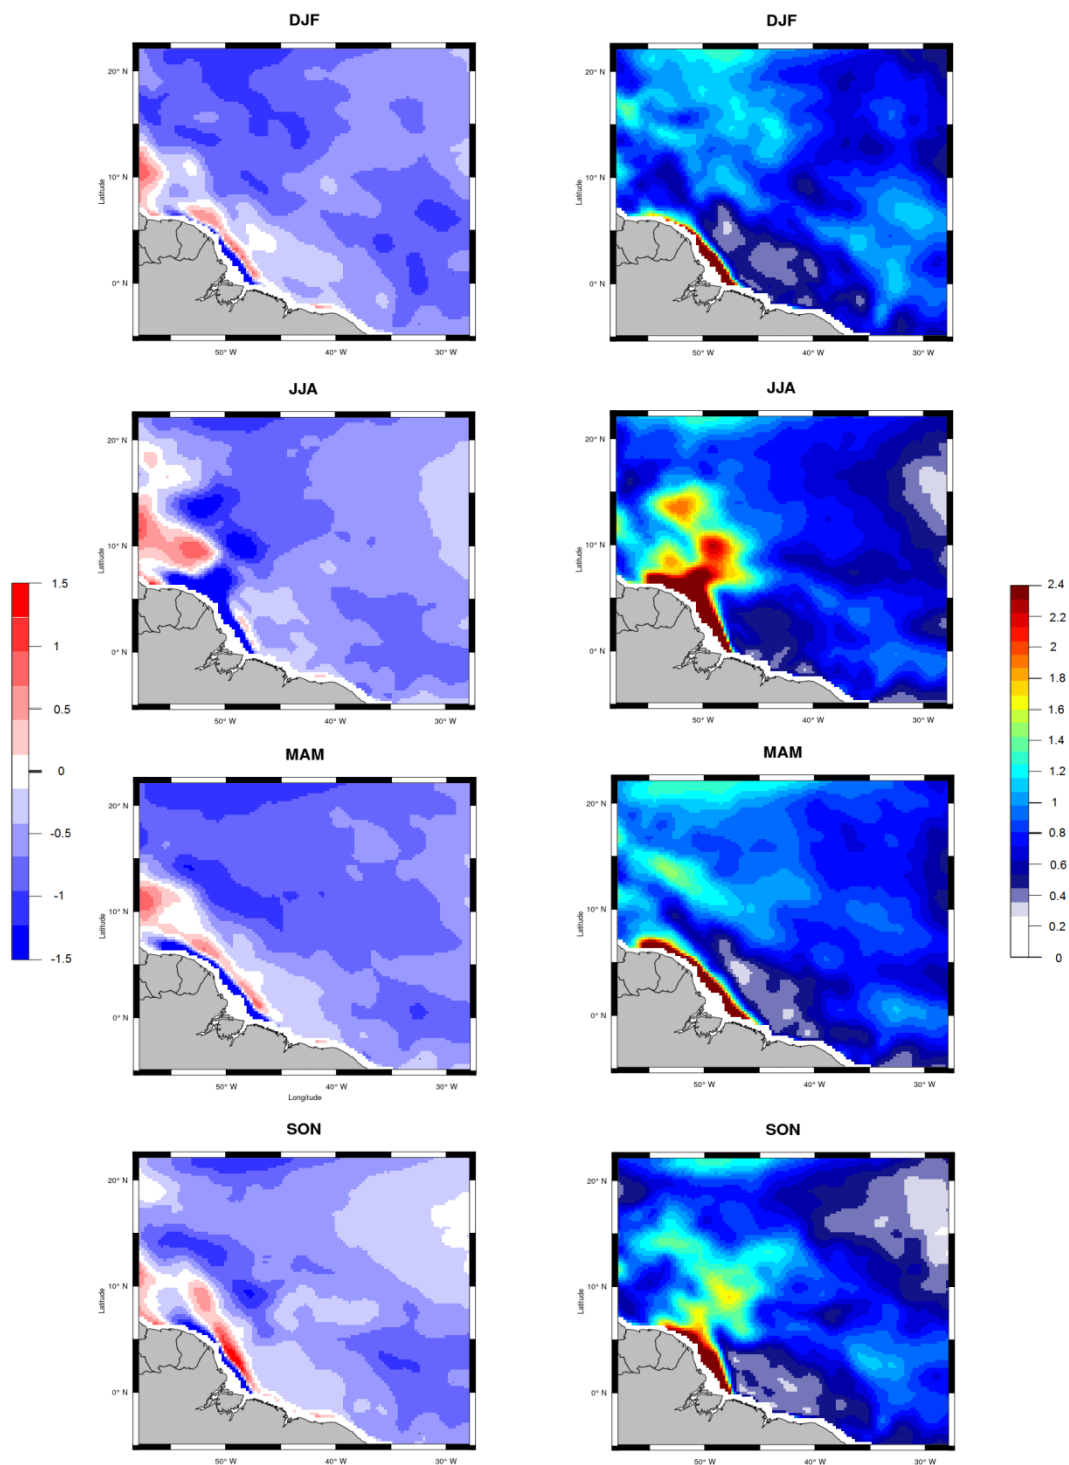 DJF
DJF
20° N
10° N
0° N
Latitude
50° W
40° W
30° W
20° N
10° N
0° N
Latitude
50° W
40° W
30° W
JJA
JJA
20° N
10° N
0° N
Latitude
50° W
40° W
30° W
20° N
10° N
0° N
Latitude
50° W
40° W
30° W
1.5
1
0.5
0
-0.5
-1
-1.5
2.4
2.2
2
1.8
1.6
1.4
1.2
1
0.8
0.6
0.4
0.2
0
MAM
MAM
20° N
10° N
0° N
Latitude
50° W
40° W
30° W
Longitude
20° N
10° N
0° N
Latitude
50° W
40° W
30° W
SON
SON
20° N
10° N
0° N
Latitude
50° W
40° W
30° W
20° N
10° N
0° N
Latitude
50° W
40° W
30° W